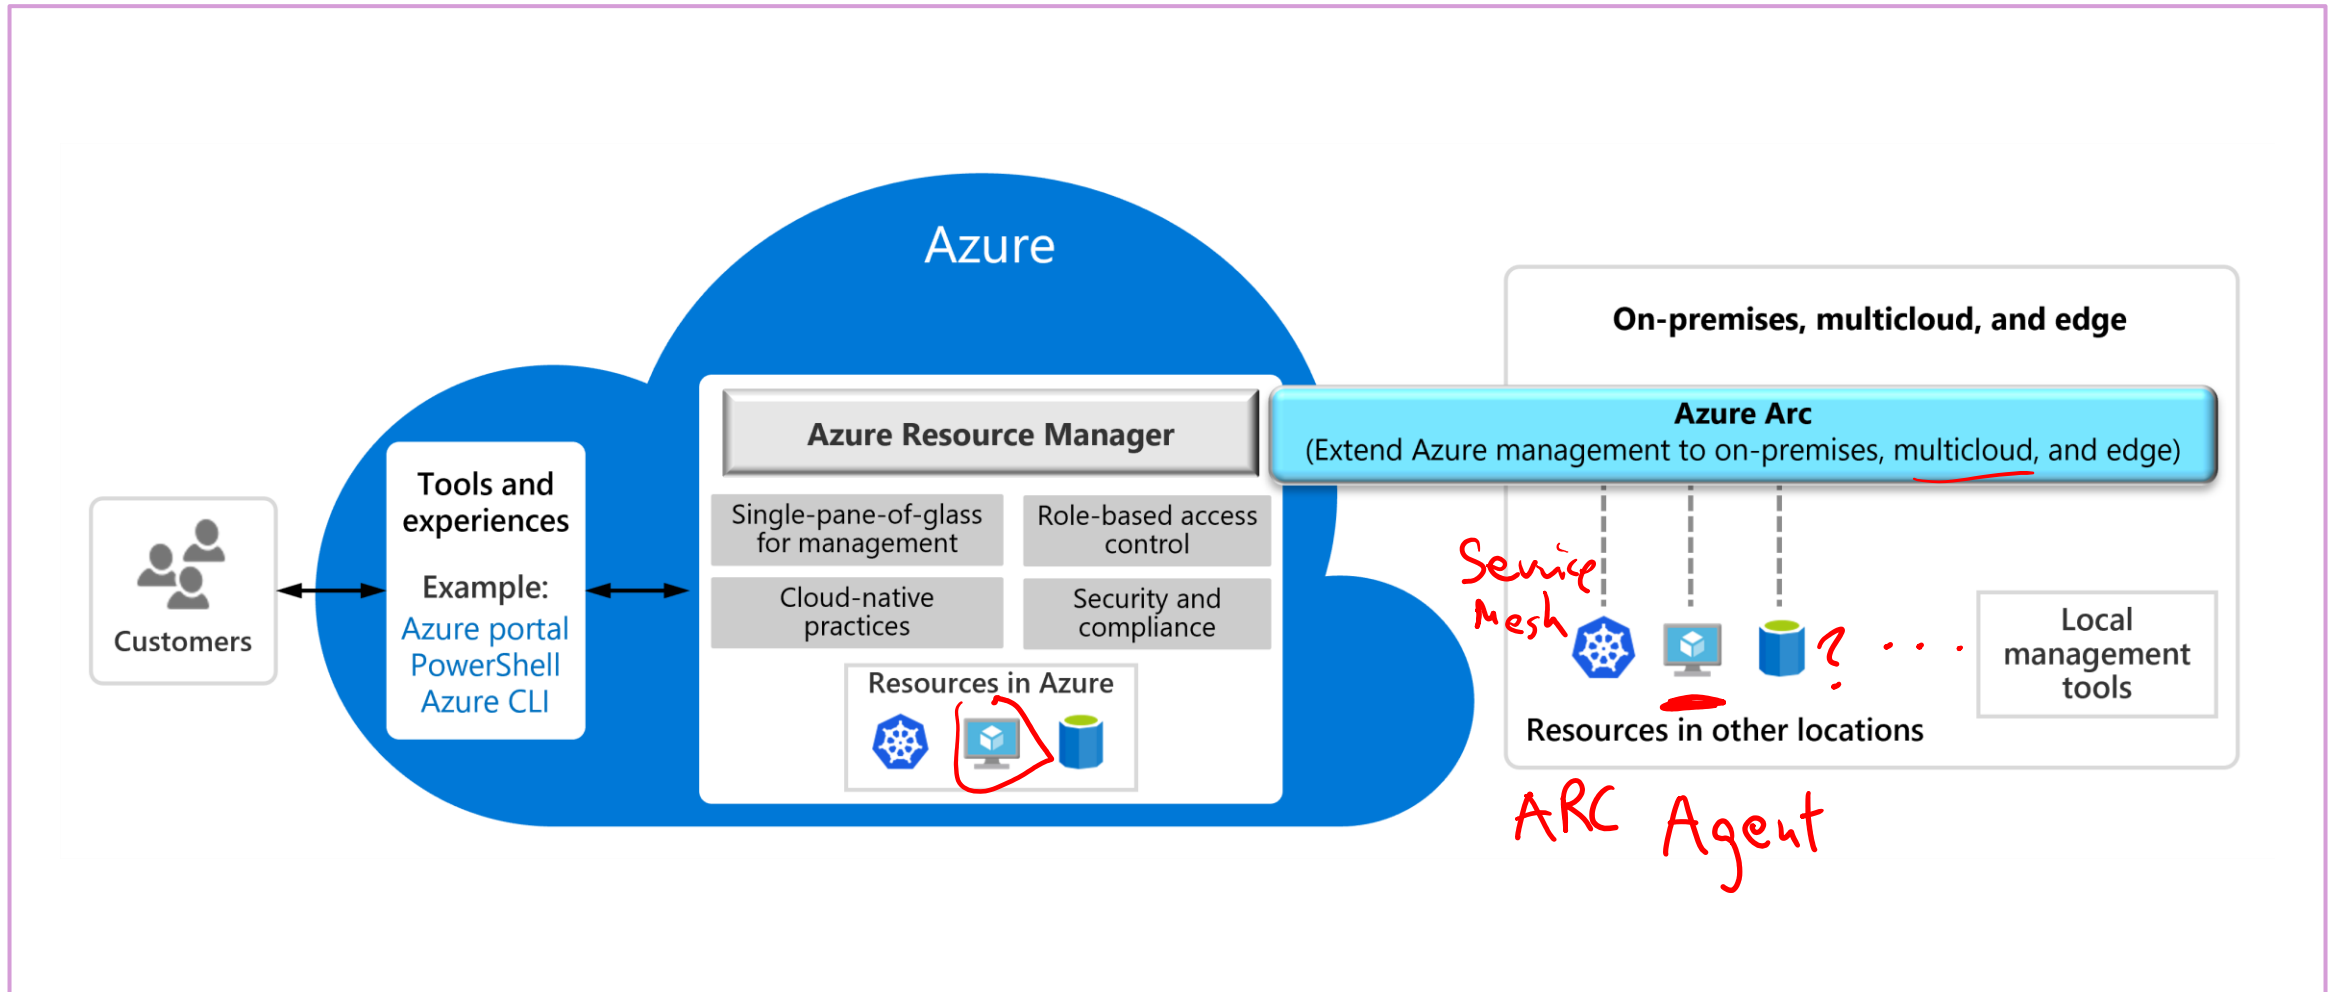 Azure
On-premises, multicloud, and edge
Azure Resource Manager
Azure Arc
(Extend Azure management to on-premises, multicloud, and edge)
Customers
Tools and
experiences
Example:
Azure portal
PowerShell
Azure CLI
Single-pane-of-glass
for management
Role-based access
control
Cloud-native
practices
Security and
compliance
Resources in Azure
Service
Mesh
? ....
Local
management
tools
Resources in other locations
ARC Agent